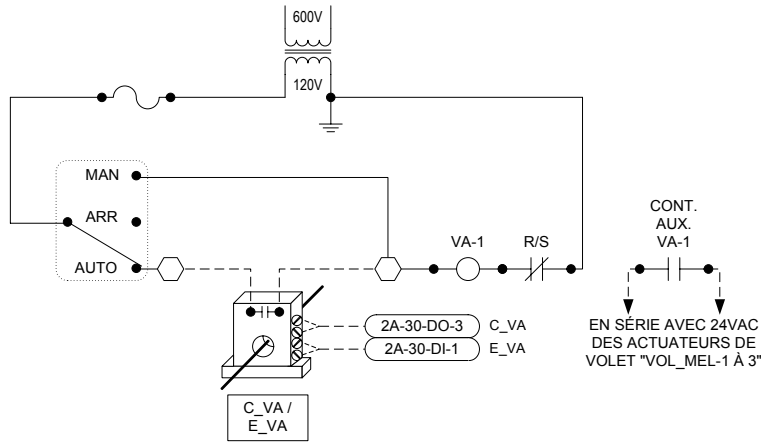 600V
120V
MAN
ARR
AUTO
VA-1
R/S
CONT.
AUX.
VA-1
2A-30-DO-3
C_VA
2A-30-DI-1
E_VA
EN SÉRIE AVEC 24VAC
DES ACTUATEURS DE
VOLET "VOL_MEL-1 À 3"
C_VA /
E_VA